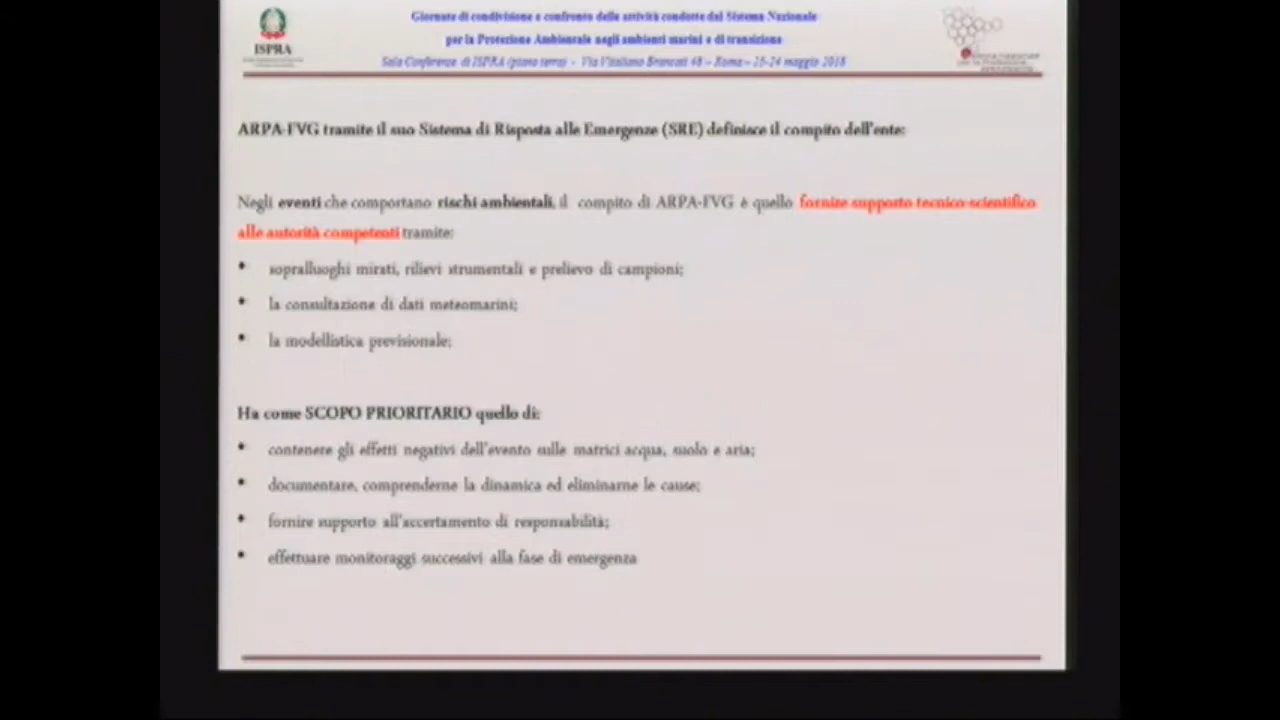 Giornate di condivisione e confronto delle attività condotte dal Sistema Nazionale
per la Protezione Ambientale negli ambienti marini e di transizione
Sala Conferenze di ISPRA (piano terra) - Via Vitaliano Brancati 48 – Roma – 23-24 maggio 2018
ISPRA
ARPA-FVG tramite il suo Sistema di Risposta alle Emergenze (SRE) definisce il compito dell'ente:
Negli eventi che comportano rischi ambientali, il compito di ARPA-FVG è quello fornire supporto tecnico-scientifico
alle autorità competenti tramite:
• sopralluoghi mirati, rilievi strumentali e prelievo di campioni;
• la consultazione di dati meteomarini;
• la modellistica previsionale;
Ha come SCOPO PRIORITARIO quello di:
• contenere gli effetti negativi dell'evento sulle matrici acqua, suolo e aria;
• documentare, comprenderne la dinamica ed eliminarne le cause;
• fornire supporto all'accertamento di responsabilità;
• effettuare monitoraggi successivi alla fase di emergenza